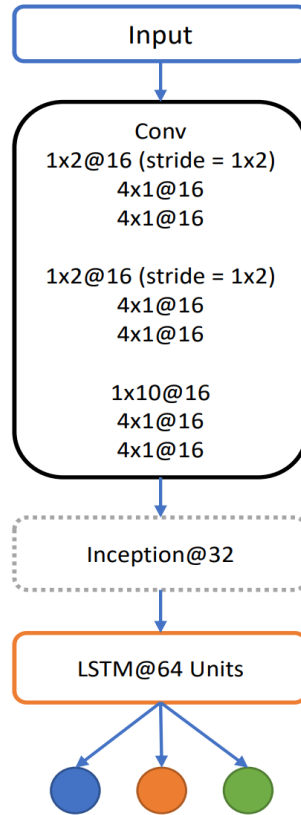 Input
Conv
1x2@16 (stride = 1x2)
4x1@16
4x1@16
1x2@16 (stride = 1x2)
4x1@16
4x1@16
1x10@16
4x1@16
4x1@16
Inception@32
LSTM@64 Units